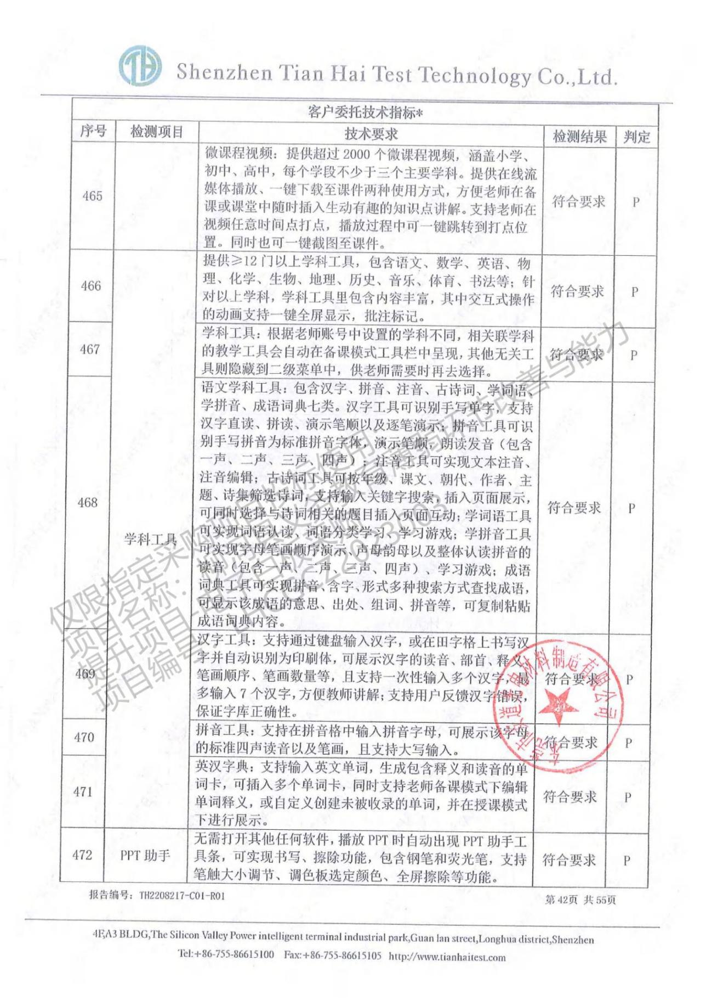 TH
Shenzhen Tian Hai Test Technology Co.,Ltd.
客户委托技术指标*
序号 检测项目 技术要求 检测结果 判定
465
微课程视频：提供超过 2000 个微课程视频，涵盖小学、
初中、高中，每个学段不少于三个主要学科。提供在线流
媒体播放、一键下载至课件两种使用方式，方便老师在备
课或课堂中随时插入生动有趣的知识点讲解。支持老师在
视频任意时间点打点，播放过程中可一键跳转到打点位
置。同时也可一键截图至课件。
符合要求 P
466
提供≥12 门以上学科工具，包含语文、数学、英语、物
理、化学、生物、地理、历史、音乐、体育、书法等；针
对以上学科，学科工具里包含内容丰富，其中交互式操作
的动画支持一键全屏显示，批注标记。
符合要求 P
467
学科工具：根据老师账号中设置的学科不同，相关联学科
的教学工具会自动在备课模式工具栏中呈现，其他无关工
具则隐藏到二级菜单中，供老师需要时再去选择。
符合要求 P
学科工具
468
语文学科工具：包含汉字、拼音、注音、古诗词、学词语、
学拼音、成语词典七类。汉字工具可识别手写单字，支持
汉字直读、拼读、演示笔顺以及逐笔演示；拼音工具可识
别手写拼音为标准拼音字体，演示笔顺，朗读发音（包含
一声、二声、三声、四声）；注音工具可实现文本注音、
注音编辑；古诗词工具可按年级、课文、朝代、作者、主
题、诗集筛选诗词，支持输入关键字搜索，插入页面展示，
可同时选择与诗词相关的题目插入页面互动；学词语工具
可实现词语认读、词语分类学习、学习游戏；学拼音工具
可实现字母笔画顺序演示、声母韵母以及整体认读拼音的
读音（包含一声、二声、三声、四声）、学习游戏；成语
词典工具可实现拼音、含字、形式多种搜索方式查找成语，
可显示该成语的意思、出处、组词、拼音等，可复制粘贴
成语词典内容。
符合要求 P
469
汉字工具：支持通过键盘输入汉字，或在田字格上书写汉
字并自动识别为印刷体，可展示汉字的读音、部首、释义、
笔画顺序、笔画数量等，且支持一次性输入多个汉字，最
多输入 7 个汉字，方便教师讲解；支持用户反馈汉字错误，
保证字库正确性。
符合要求 P
470
拼音工具：支持在拼音格中输入拼音字母，可展示该字母
的标准四声读音以及笔画，且支持大写输入。
符合要求 P
471
英汉字典：支持输入英文单词，生成包含释义和读音的单
词卡，可插入多个单词卡，同时支持老师备课模式下编辑
单词释义，或自定义创建未被收录的单词，并在授课模式
下进行展示。
符合要求 P
472 PPT 助手
无需打开其他任何软件，播放 PPT 时自动出现 PPT 助手工
具条，可实现书写、擦除功能，包含钢笔和荧光笔，支持
笔触大小调节、调色板选定颜色、全屏擦除等功能。
符合要求 P
仅限指定采购项目投标使用：
项目名称：柳河县义务教育薄弱环节改善与能力
提升项目-电子白板采购
项目编号：LHCGCZ2023003
报告编号：TH2208217-C01-R01
第 42页 共 55页
4F,A3 BLDG,The Silicon Valley Power intelligent terminal industrial park,Guan lan street,Longhua district,Shenzhen
Tel:+86-755-86615100 Fax:+86-755-86615105 http://www.tianhaitest.com